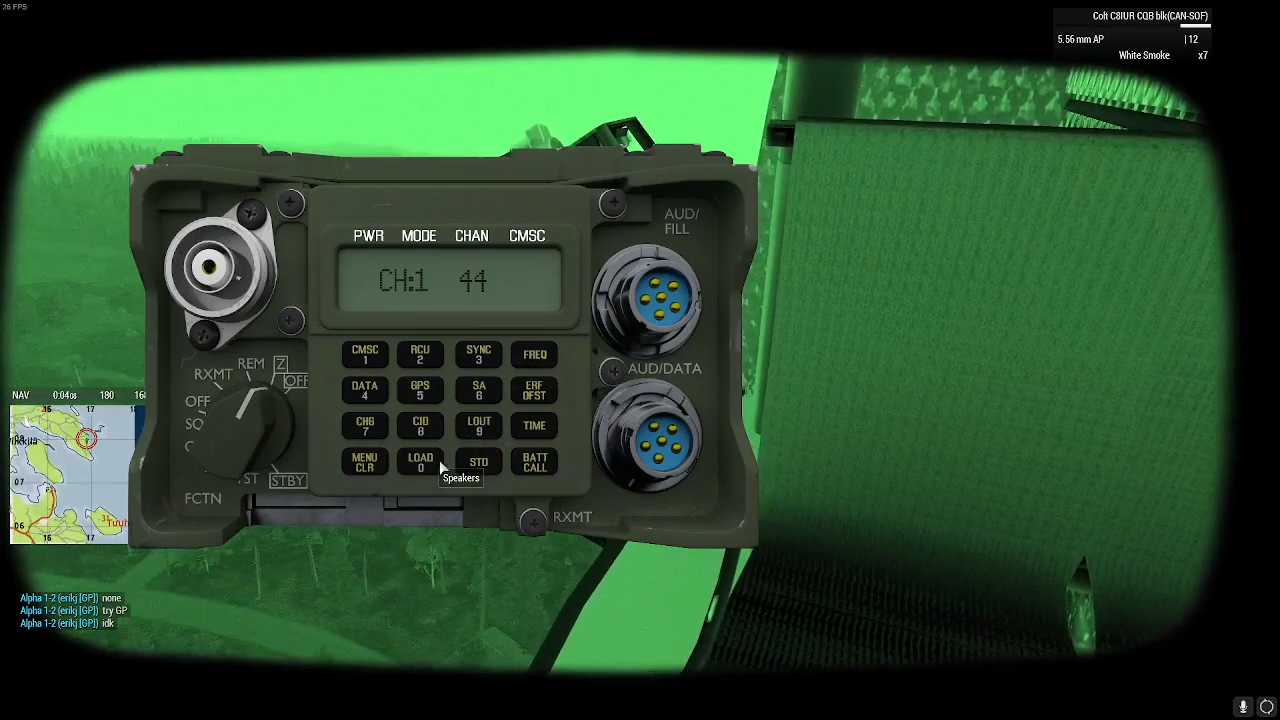 26 FPS
Colt C8IUR CQB blk(CAN-SOF)
5.56 mm AP | 12
White Smoke x7
AUD/
FILL
PWR MODE CHAN CMSC
CH:1 44
REM Z
RXMT OFF
OFF
SQ
C
ST STBY
FCTN
CMSC
1
RCU
2
SYNC
3
FREQ
DATA
4
GPS
5
SA
6
ERF
OFST
CHG
7
CID
8
LOUT
9
TIME
MENU
CLR
LOAD
0
STO
BATT
CALL
Speakers
AUD/DATA
RXMT
NAV 0:04:08 180
16 17
07
06
16 17
Alpha 1-2 (erikj [GP]) none
Alpha 1-2 (erikj [GP]) try GP
Alpha 1-2 (erikj [GP]) idk